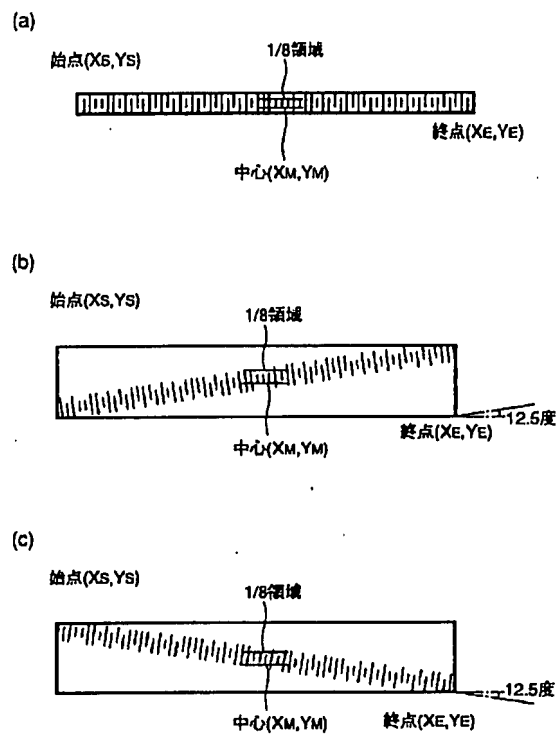 (a)
始点(XS,YS)
1/8領域
終点(XE,YE)
中心(XM,YM)
(b)
始点(XS,YS)
1/8領域
終点(XE,YE)
12.5度
中心(XM,YM)
(c)
始点(XS,YS)
1/8領域
12.5度
中心(XM,YM)
終点(XE,YE)